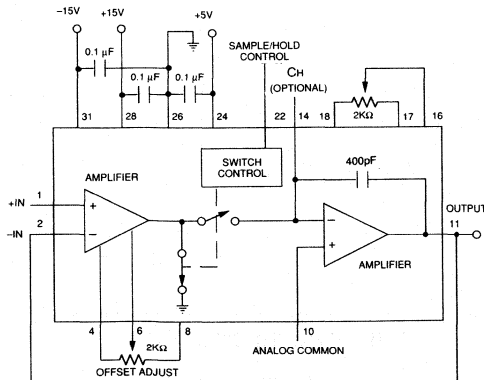 −15V +15V +5V
0.1 µF
0.1 µF 0.1 µF
SAMPLE/HOLD
CONTROL
CH
(OPTIONAL)
2KΩ
31 28 26 24 22 14 18 17 16
SWITCH
CONTROL
400pF
AMPLIFIER
+IN 1
+
−IN 2
−
−
+
AMPLIFIER
OUTPUT
11
4 6 8 10
2KΩ
OFFSET ADJUST
ANALOG COMMON